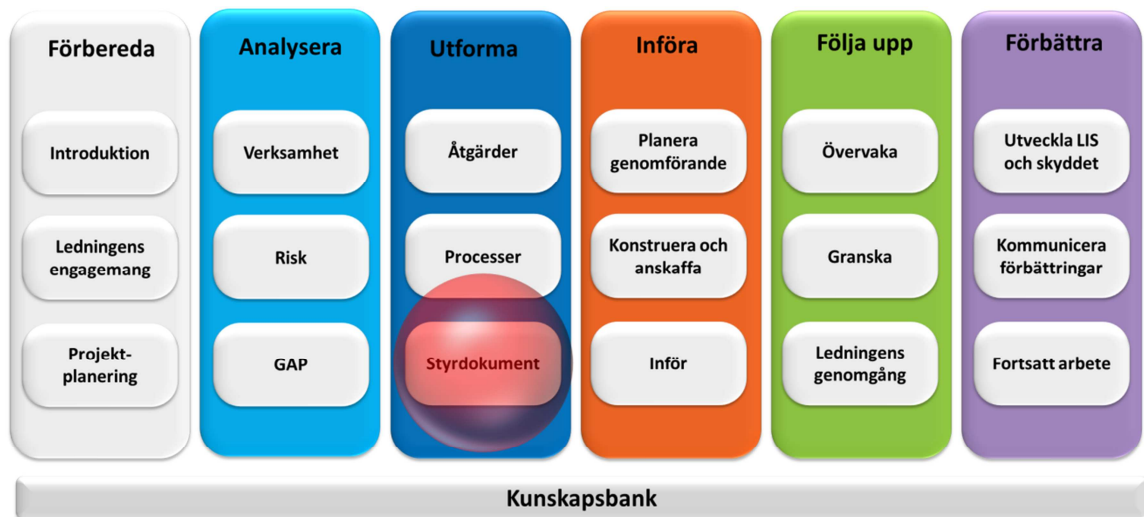 Förbereda
Introduktion
Ledningens
engagemang
Projekt-
planering
Analysera
Verksamhet
Risk
GAP
Utforma
Åtgärder
Processer
Styrdokument
Införa
Planera
genomförande
Konstruera och
anskaffa
Inför
Följa upp
Övervaka
Granska
Ledningens
genomgång
Förbättra
Utveckla LIS
och skyddet
Kommunicera
förbättringar
Fortsatt arbete
Kunskapsbank